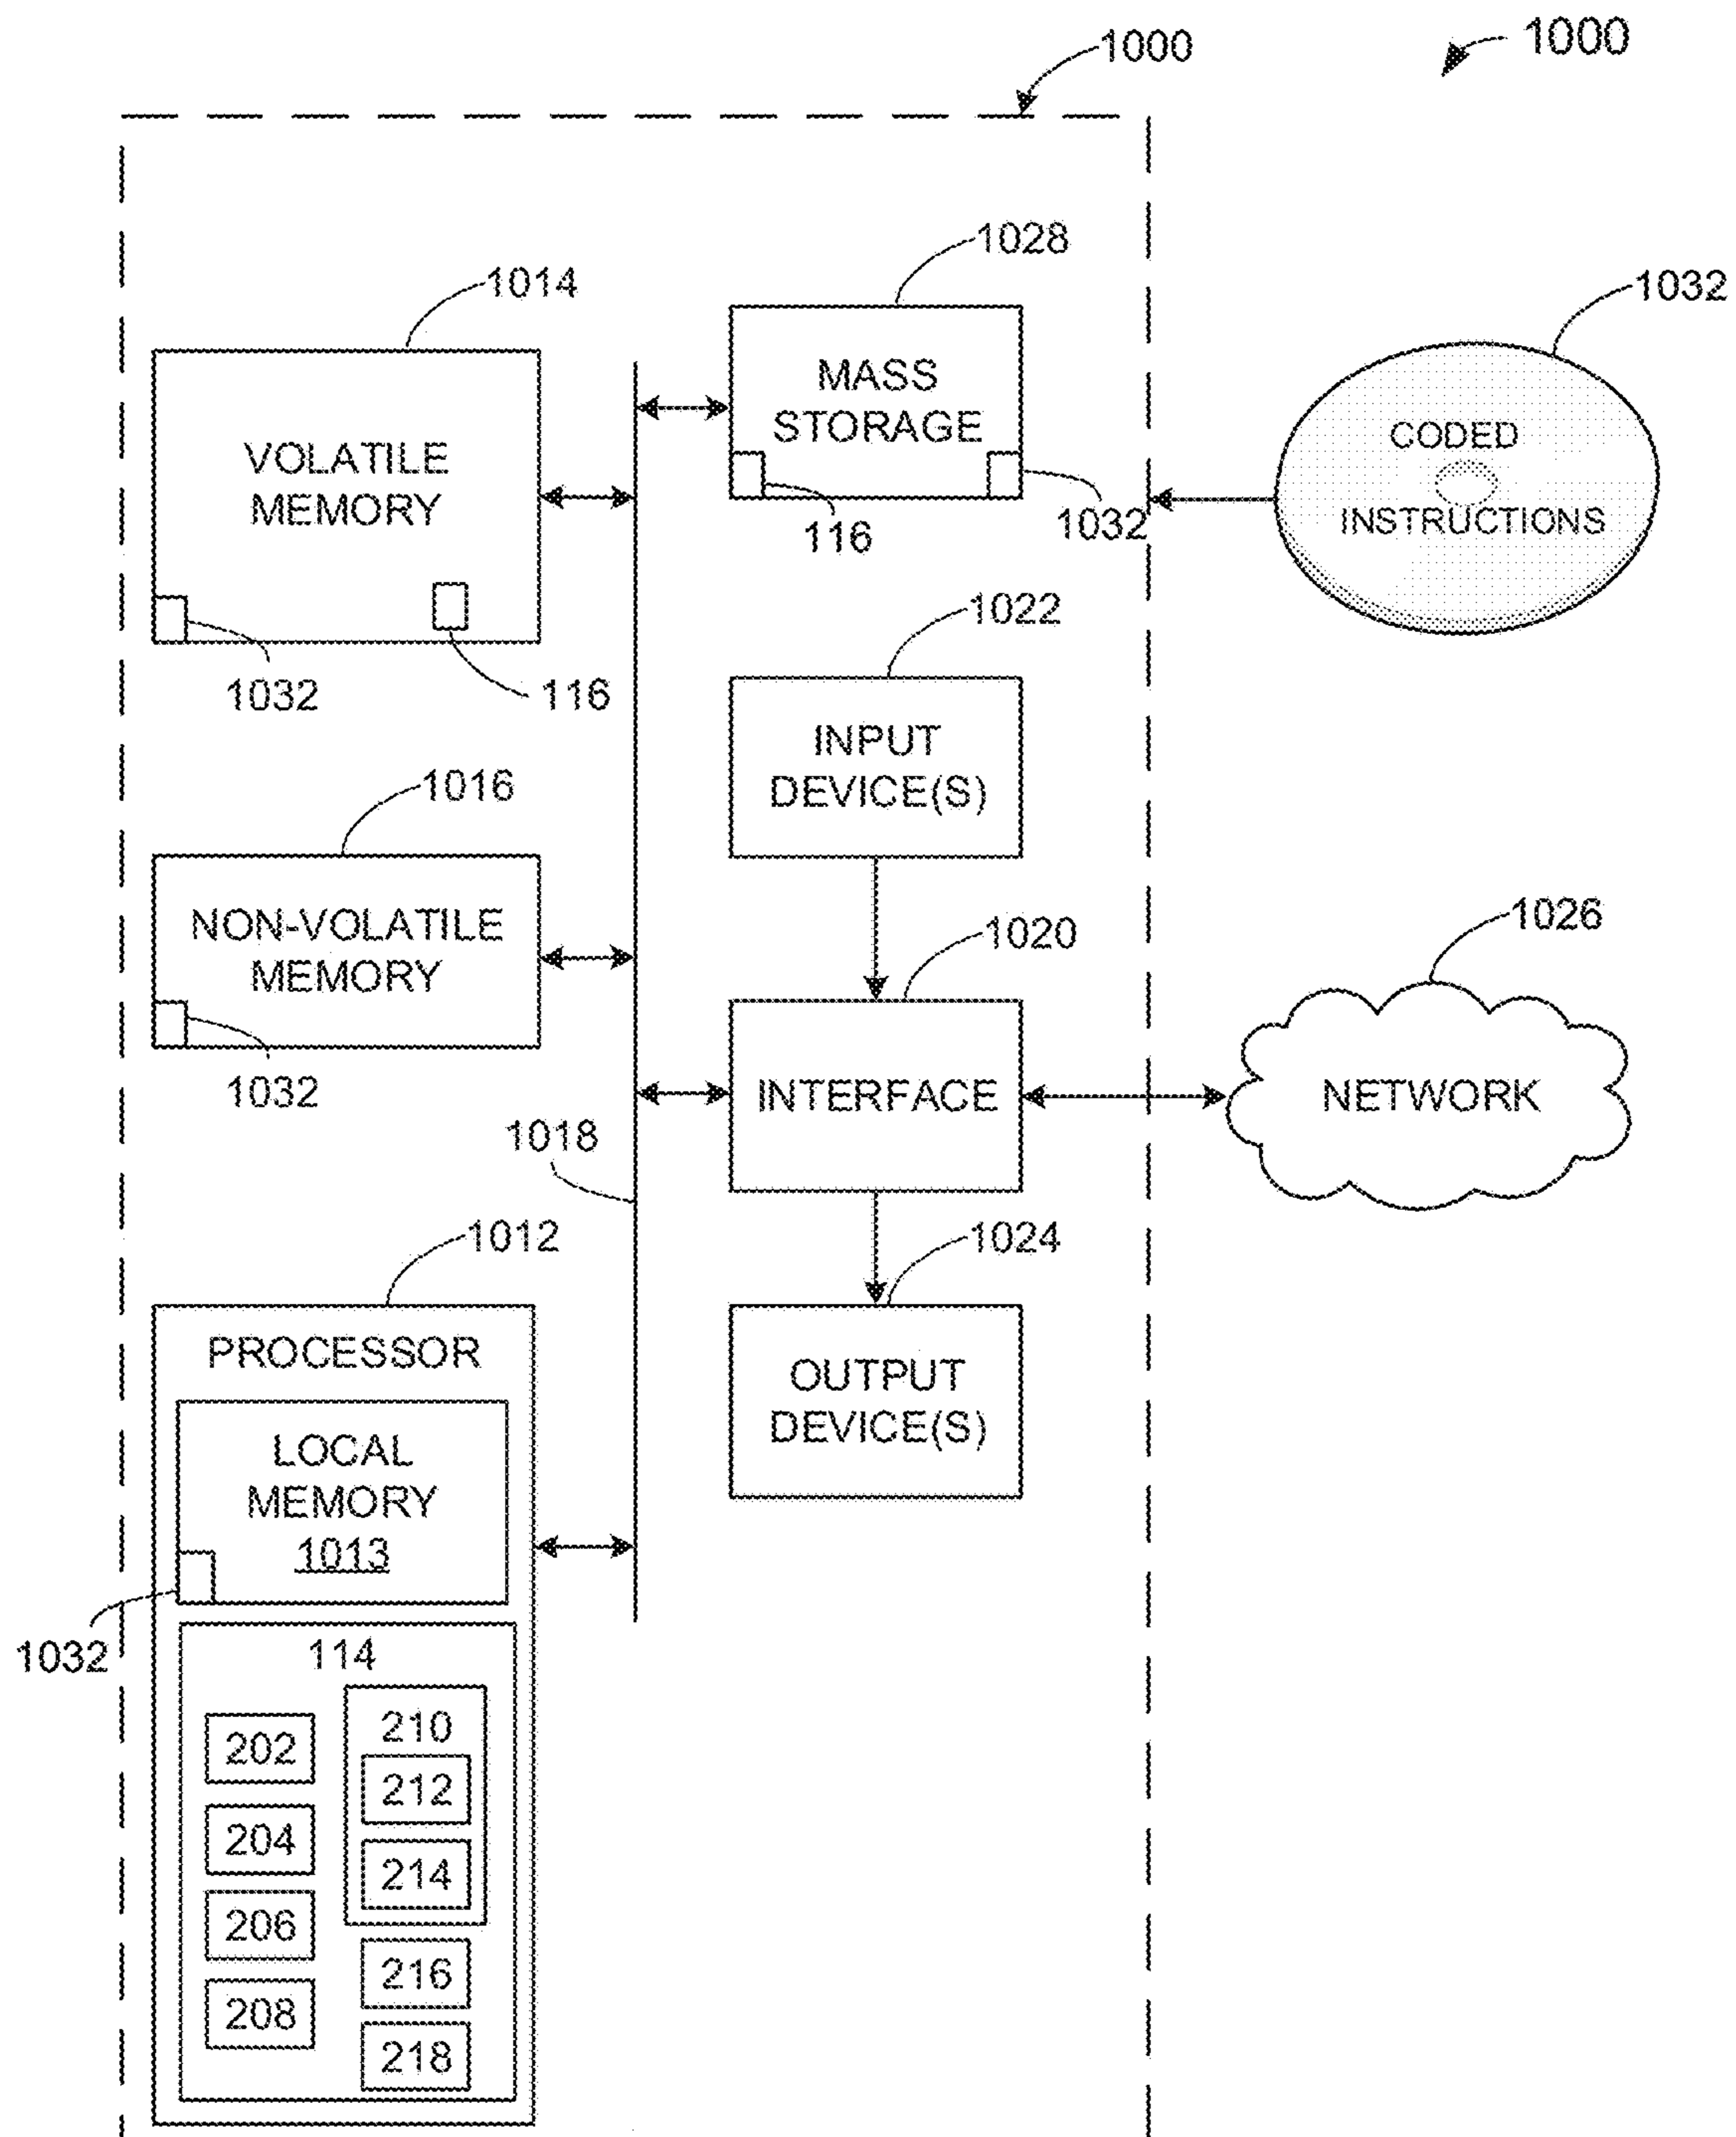 1000
1000
1028
1014
1032
MASS
STORAGE
VOLATILE
MEMORY
CODED
INSTRUCTIONS
116
1032
1022
1032
116
INPUT
DEVICE(S)
1016
1026
NON-VOLATILE
MEMORY
1020
1032
INTERFACE
NETWORK
1018
1012
1024
PROCESSOR
OUTPUT
DEVICE(S)
LOCAL
MEMORY
1013
1032
114
202
210
212
204
214
206
216
208
218